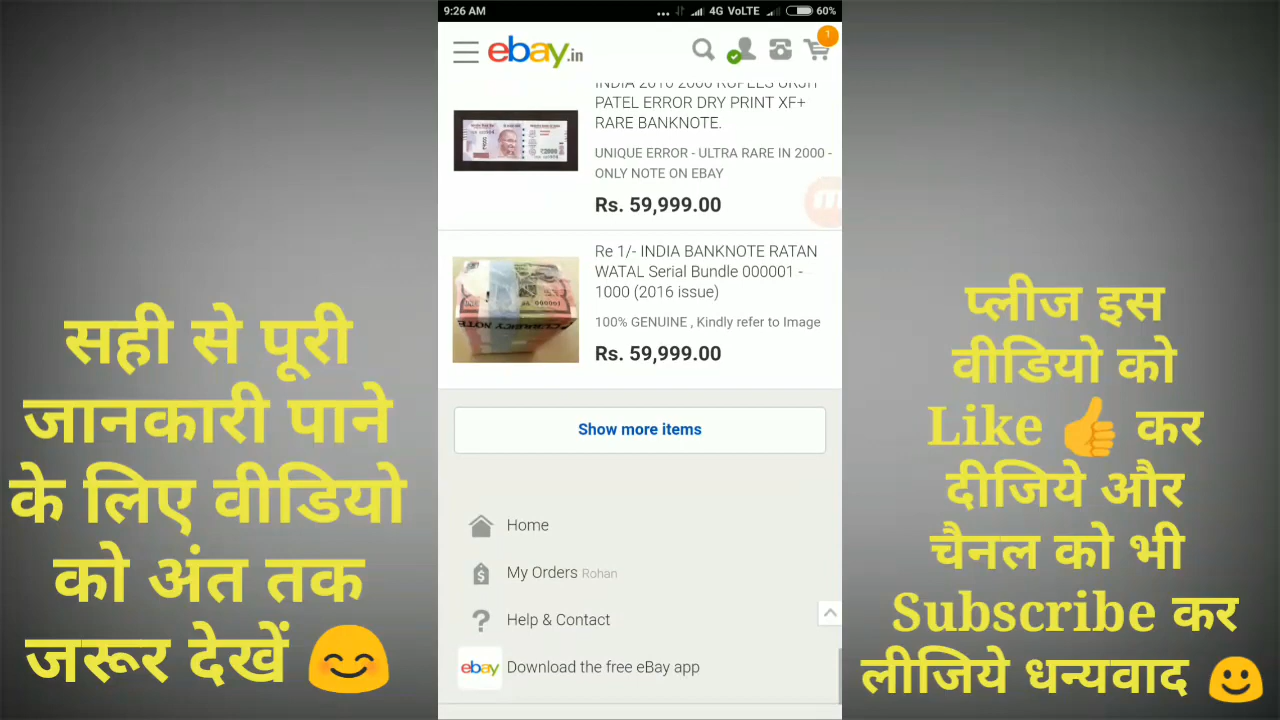 सही से पूरी
जानकारी पाने
के लिए वीडियो
को अंत तक
जरूर देखें
9:26 AM
4G VoLTE
60%
ebay.in
1
PATEL ERROR DRY PRINT XF+
RARE BANKNOTE.
UNIQUE ERROR - ULTRA RARE IN 2000 -
ONLY NOTE ON EBAY
Rs. 59,999.00
Re 1/- INDIA BANKNOTE RATAN
WATAL Serial Bundle 000001 -
1000 (2016 issue)
100% GENUINE , Kindly refer to Image
Rs. 59,999.00
Show more items
Home
My Orders Rohan
Help & Contact
ebay Download the free eBay app
प्लीज इस
वीडियो को
Like कर
दीजिये और
चैनल को भी
Subscribe कर
लीजिये धन्यवाद